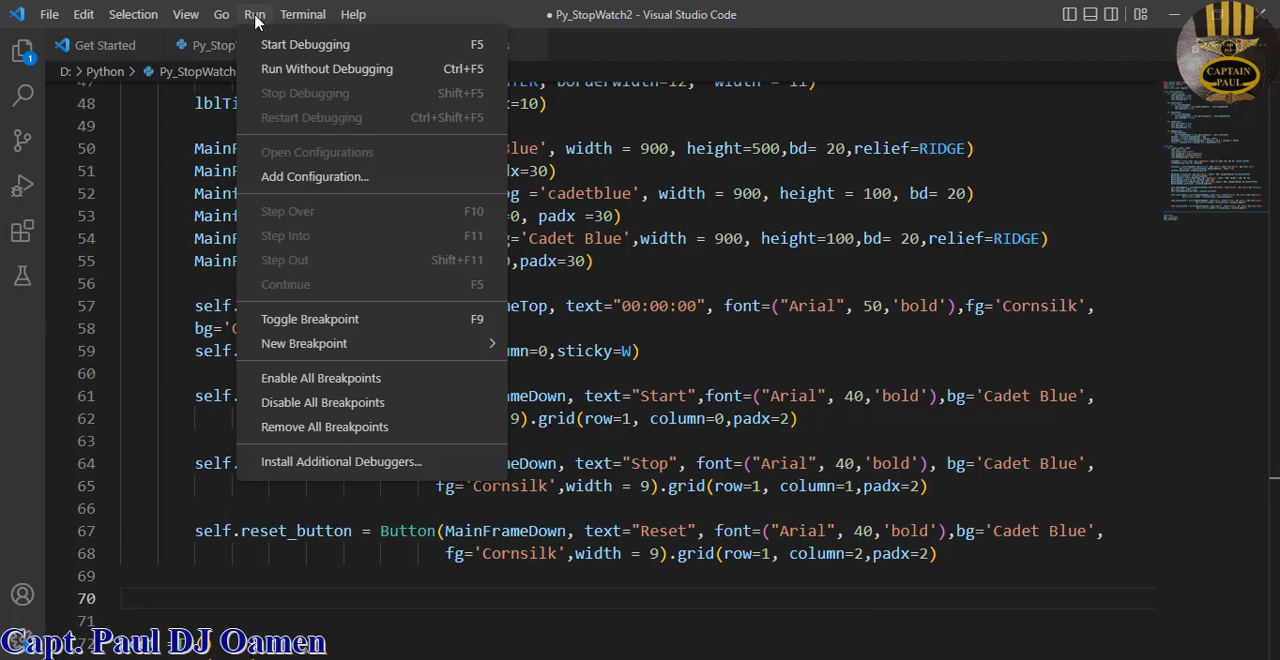 File Edit Selection View Go Run Terminal Help
● Py_StopWatch2 - Visual Studio Code
CAPTAIN PAUL
1
Get Started
Py_Stop
D: > Python > Py_StopWatch
Start Debugging F5
Run Without Debugging Ctrl+F5
Stop Debugging Shift+F5
Restart Debugging Ctrl+Shift+F5
Open Configurations
Add Configuration...
Step Over F10
Step Into F11
Step Out Shift+F11
Continue F5
Toggle Breakpoint F9
New Breakpoint
Enable All Breakpoints
Disable All Breakpoints
Remove All Breakpoints
Install Additional Debuggers...
48 lblTi =10)
49
50 MainF lue', width = 900, height=500,bd= 20,relief=RIDGE)
51 MainF dx=30)
52 Mainf g ='cadetblue', width = 900, height = 100, bd= 20)
53 MainF 0, padx =30)
54 MainF g='Cadet Blue',width = 900, height=100,bd= 20,relief=RIDGE)
55 MainF ,padx=30)
56
57 self. meTop, text="00:00:00", font=("Arial", 50,'bold'),fg='Cornsilk',
58 bg='C
59 self. mn=0,sticky=W)
60
61 self. meDown, text="Start",font=("Arial", 40,'bold'),bg='Cadet Blue',
62 9).grid(row=1, column=0,padx=2)
63
64 self. meDown, text="Stop", font=("Arial", 40,'bold'), bg='Cadet Blue',
65 fg='Cornsilk',width = 9).grid(row=1, column=1,padx=2)
66
67 self.reset_button = Button(MainFrameDown, text="Reset", font=("Arial", 40,'bold'),bg='Cadet Blue',
68 fg='Cornsilk',width = 9).grid(row=1, column=2,padx=2)
69
70
71
Capt. Paul DJ Oamen